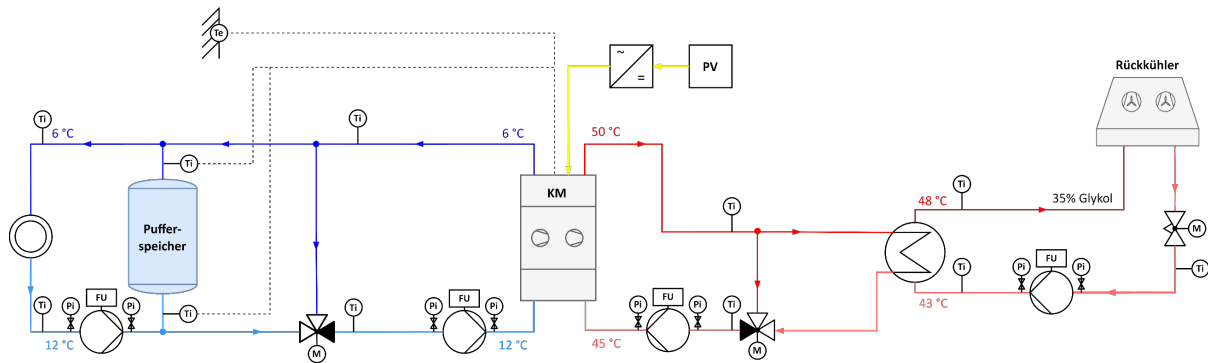 Te
~
=
PV
Rückkühler
Ti
Ti
6 °C
6 °C
50 °C
Ti
KM
Ti
48 °C
Ti
35% Glykol
M
Puffer-
speicher
Ti
FU
Pi
Pi
Ti
Ti
Pi
FU
Pi
Ti
Ti
Pi
FU
Pi
Pi
FU
Pi
Ti
43 °C
12 °C
M
12 °C
45 °C
M